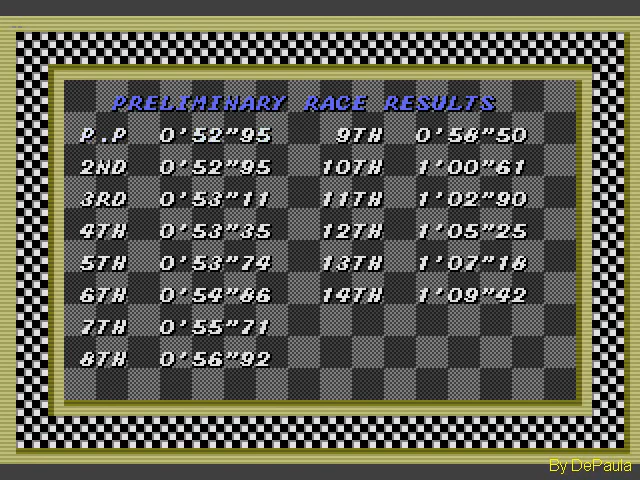 PRELIMINARY RACE RESULTS
P.P 0'52"95 9TH 0'58"50
2ND 0'52"95 10TH 1'00"61
3RD 0'53"11 11TH 1'02"90
4TH 0'53"35 12TH 1'05"25
5TH 0'53"74 13TH 1'07"18
6TH 0'54"86 14TH 1'09"42
7TH 0'55"71
8TH 0'56"92
By DePaula